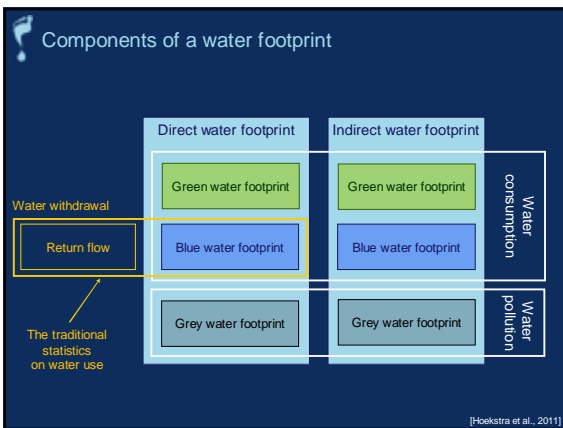 Components of a water footprint
Direct water footprint
Indirect water footprint
Green water footprint
Green water footprint
Water
consumption
Water withdrawal
Return flow
Blue water footprint
Blue water footprint
The traditional
statistics
on water use
Grey water footprint
Grey water footprint
Water
pollution
[Hoekstra et al., 2011]